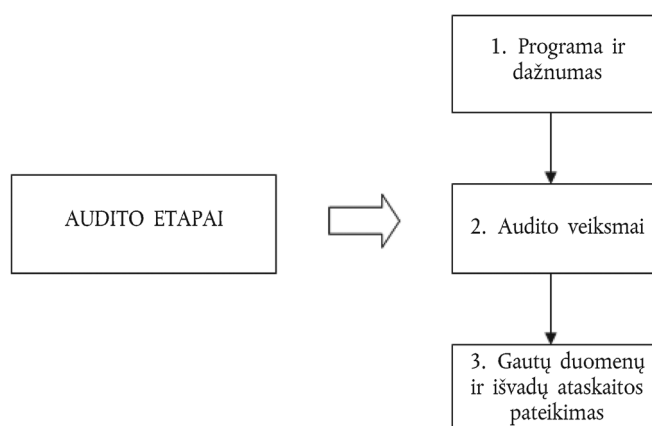 AUDITO ETAPAI
1. Programa ir
dažnumas
2. Audito veiksmai
3. Gautų duomenų
ir išvadų ataskaitos
pateikimas